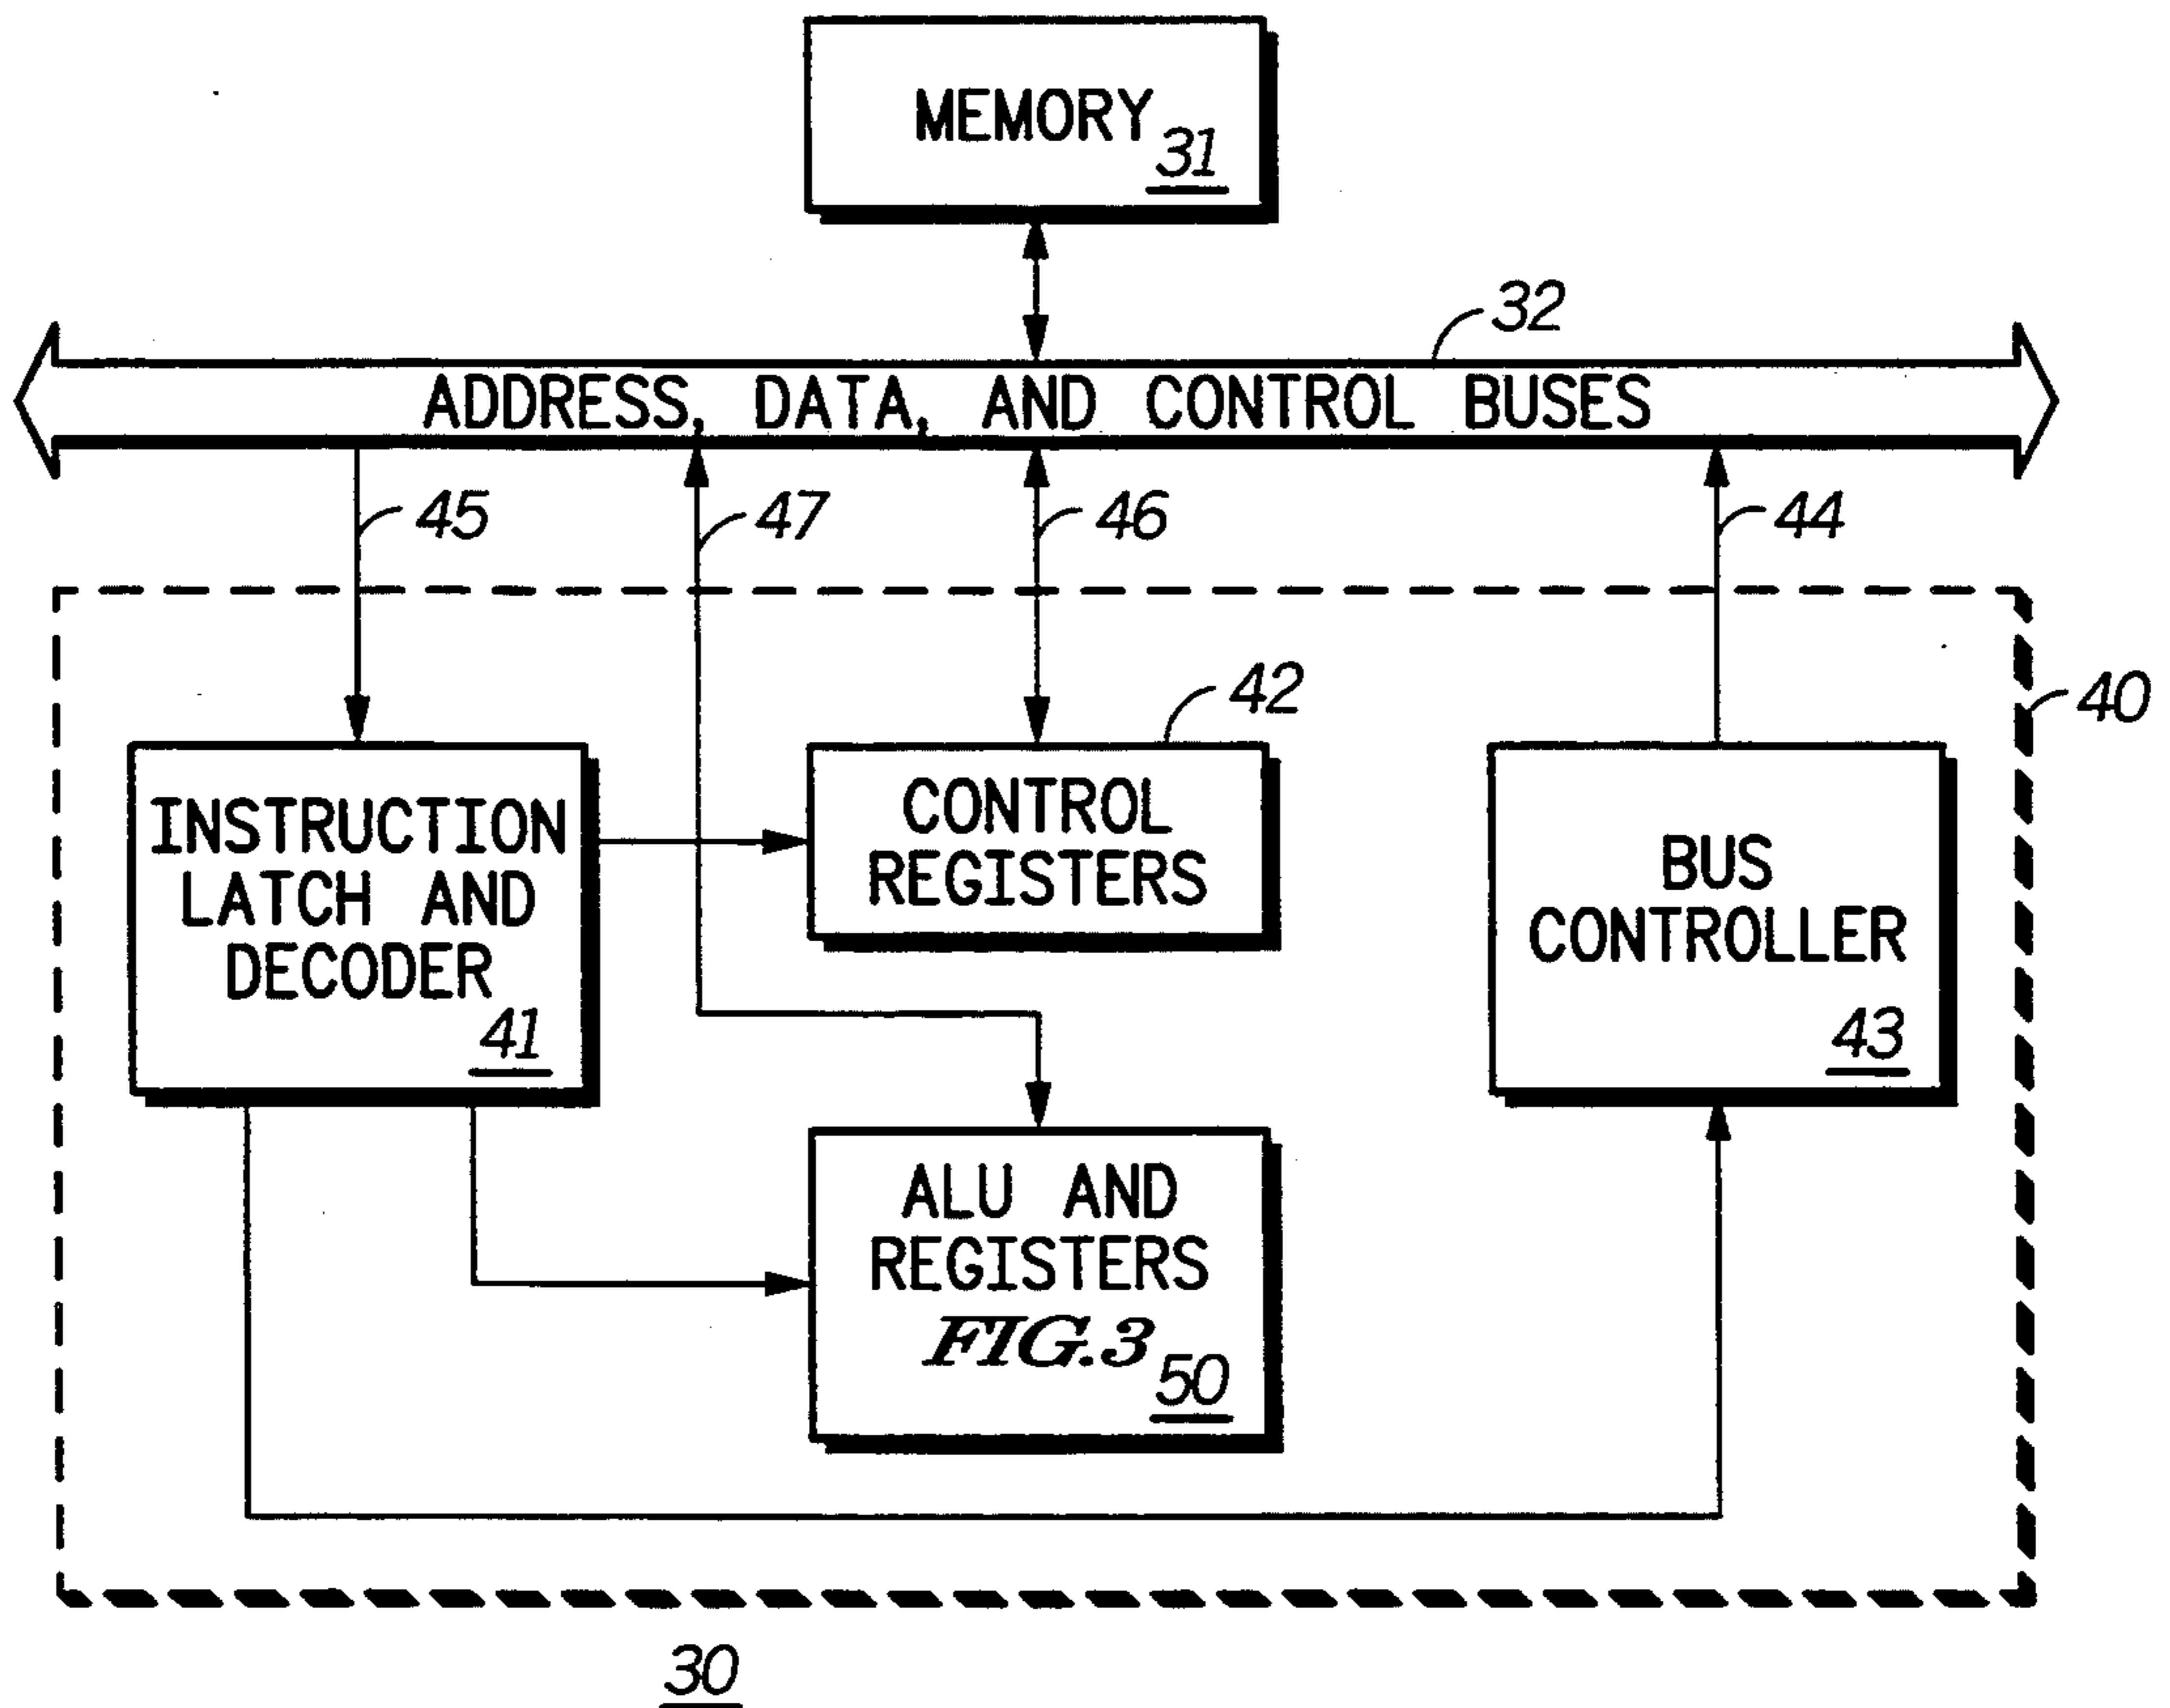 MEMORY
31
32
ADDRESS, DATA, AND CONTROL BUSES
45
47
46
44
42
40
INSTRUCTION
LATCH AND
DECODER
41
CONTROL
REGISTERS
BUS
CONTROLLER
43
ALU AND
REGISTERS
FIG.3
50
30